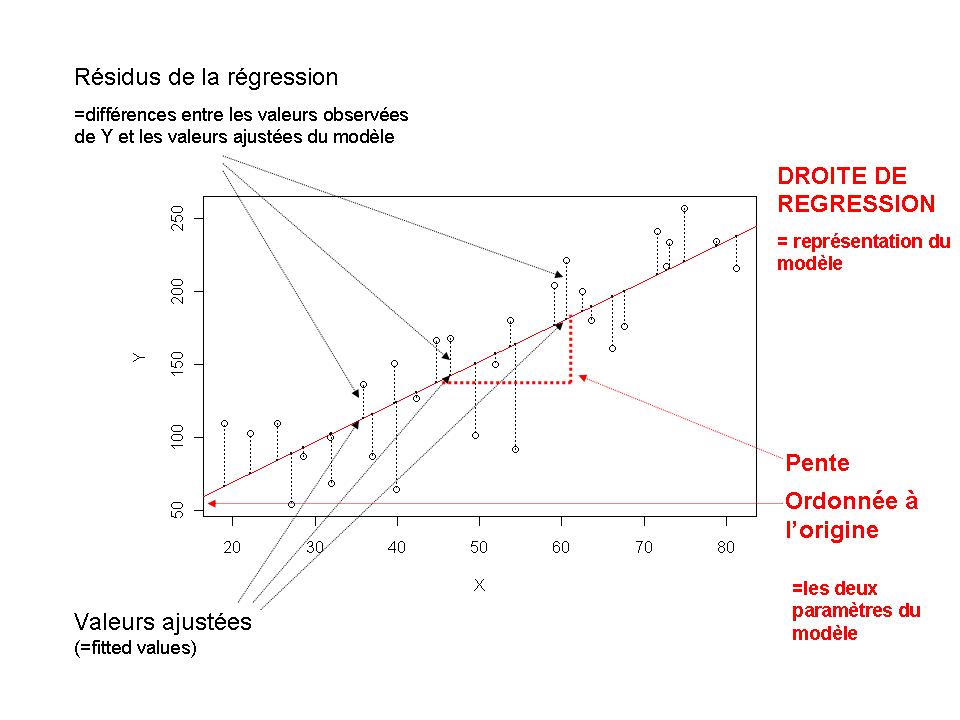 Résidus de la régression
=différences entre les valeurs observées
de Y et les valeurs ajustées du modèle
DROITE DE
REGRESSION
= représentation du
modèle
250
200
150
100
50
Y
20 30 40 50 60 70 80
X
Pente
Ordonnée à
l’origine
=les deux
paramètres du
modèle
Valeurs ajustées
(=fitted values)